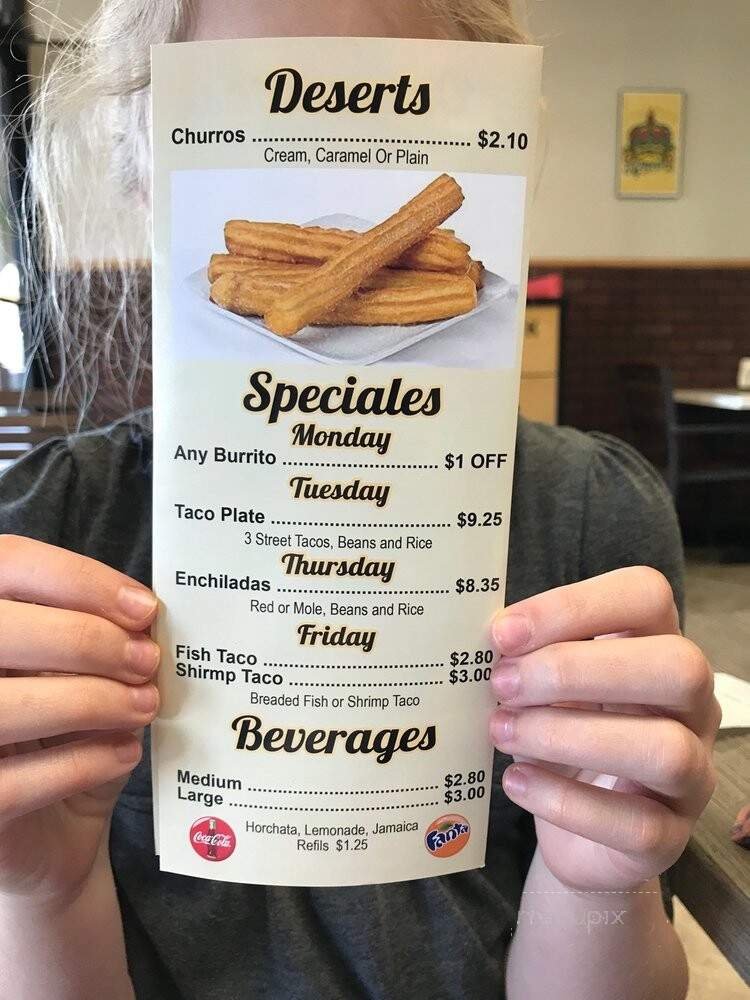 Deserts
Churros ........................................ $2.10
Cream, Caramel Or Plain
Speciales
Monday
Any Burrito ............................ $1 OFF
Tuesday
Taco Plate ................................ $9.25
3 Street Tacos, Beans and Rice
Thursday
Enchiladas ............................... $8.35
Red or Mole, Beans and Rice
Friday
Fish Taco ................................ $2.80
Shirmp Taco ............................ $3.00
Breaded Fish or Shrimp Taco
Beverages
Medium .................................... $2.80
Large ...................................... $3.00
Horchata, Lemonade, Jamaica
Refils $1.25
Coca-Cola
Fanta
menupix